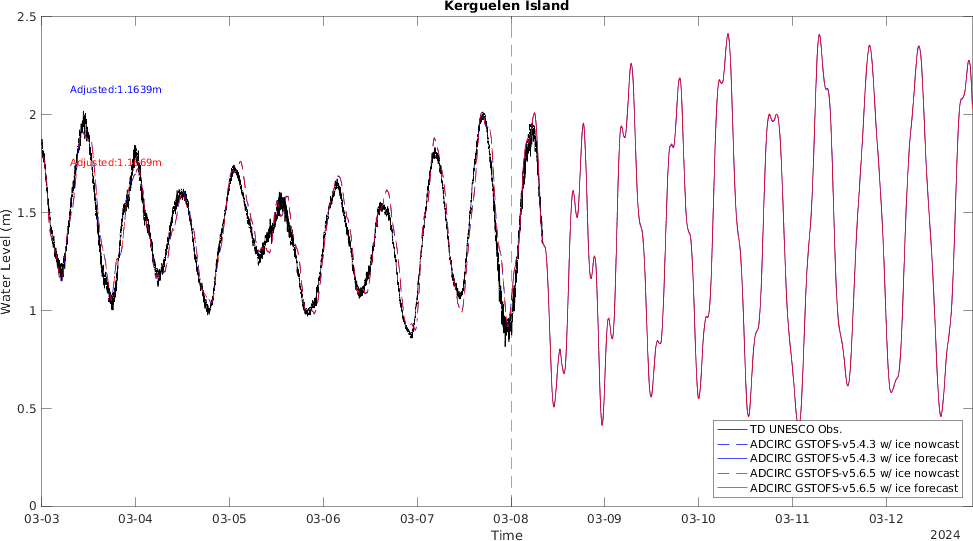 Kerguelen Island
2.5
Adjusted:1.1639m
2
Adjusted:1.1669m
1.5
Water Level (m)
1
0.5
TD UNESCO Obs.
ADCIRC GSTOFS-v5.4.3 w/ ice nowcast
ADCIRC GSTOFS-v5.4.3 w/ ice forecast
ADCIRC GSTOFS-v5.6.5 w/ ice nowcast
ADCIRC GSTOFS-v5.6.5 w/ ice forecast
0
03-03 03-04 03-05 03-06 03-07 03-08 03-09 03-10 03-11 03-12
Time
2024